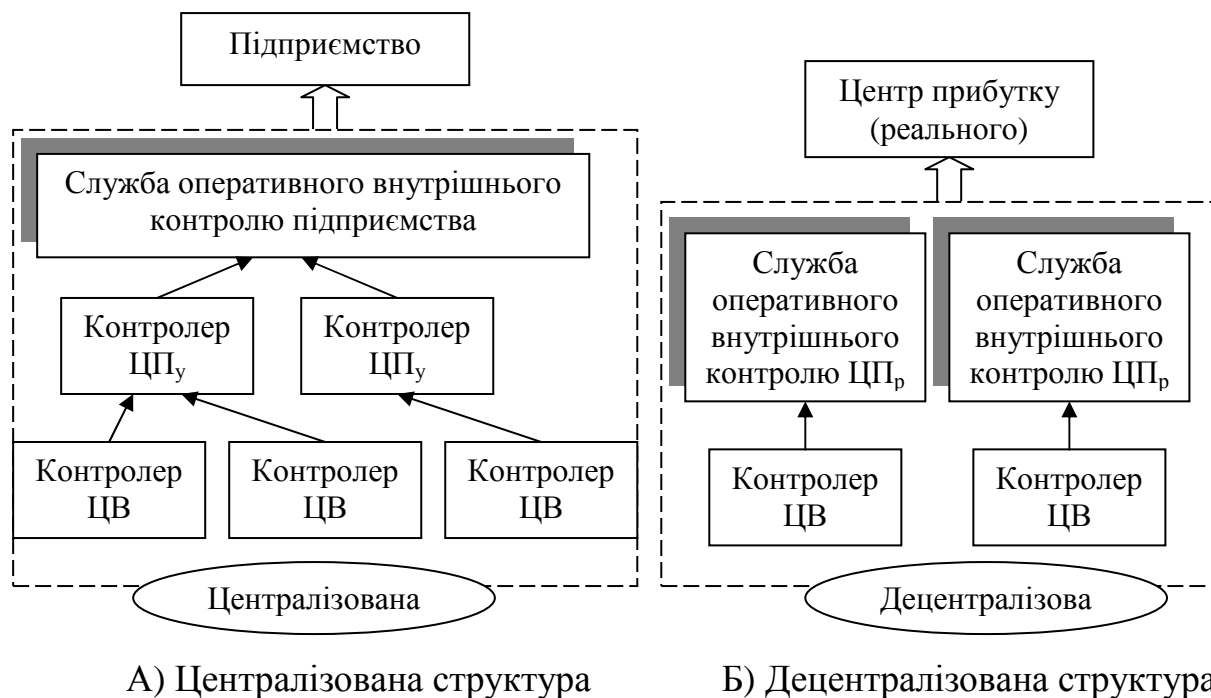 Підприємство
Служба оперативного внутрішнього
контролю підприємства
Контролер
ЦПу
Контролер
ЦПу
Контролер
ЦВ
Контролер
ЦВ
Контролер
ЦВ
Централізована
А) Централізована структура
Центр прибутку
(реального)
Служба
оперативного
внутрішнього
контролю ЦПр
Служба
оперативного
внутрішнього
контролю ЦПр
Контролер
ЦВ
Контролер
ЦВ
Децентралізова
Б) Децентралізована структура